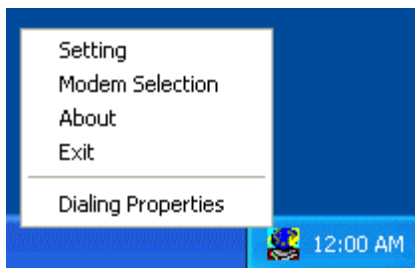 Setting
Modem Selection
About
Exit
Dialing Properties
12:00 AM